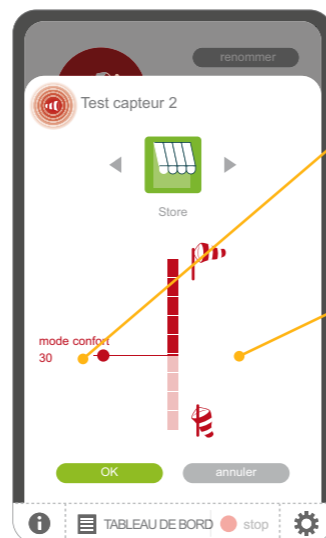 renommer
Test capteur 2
Store
mode confort
30
OK
annuler
TABLEAU DE BORD
stop